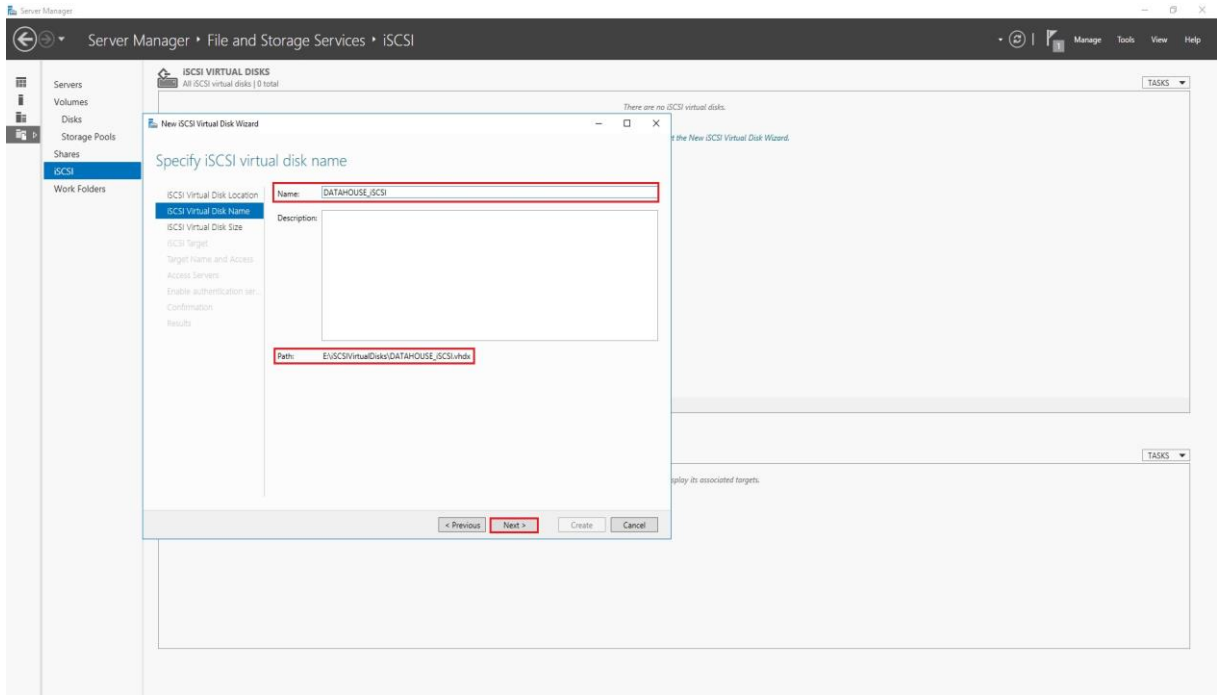 Server Manager
Server Manager ‣ File and Storage Services ‣ iSCSI
1 Manage Tools View Help
Servers
Volumes
Disks
Storage Pools
Shares
iSCSI
Work Folders
iSCSI VIRTUAL DISKS
All iSCSI virtual disks | 0 total
TASKS
There are no iSCSI virtual disks.
t the New iSCSI Virtual Disk Wizard.
New iSCSI Virtual Disk Wizard
Specify iSCSI virtual disk name
iSCSI Virtual Disk Location
iSCSI Virtual Disk Name
iSCSI Virtual Disk Size
iSCSI Target
Target Name and Access
Access Servers
Enable authentication ser...
Confirmation
Results
Name: DATAHOUSE_iSCSI
Description:
Path: E:\iSCSIVirtualDisks\DATAHOUSE_iSCSI.vhdx
< Previous Next > Create Cancel
TASKS
splay its associated targets.